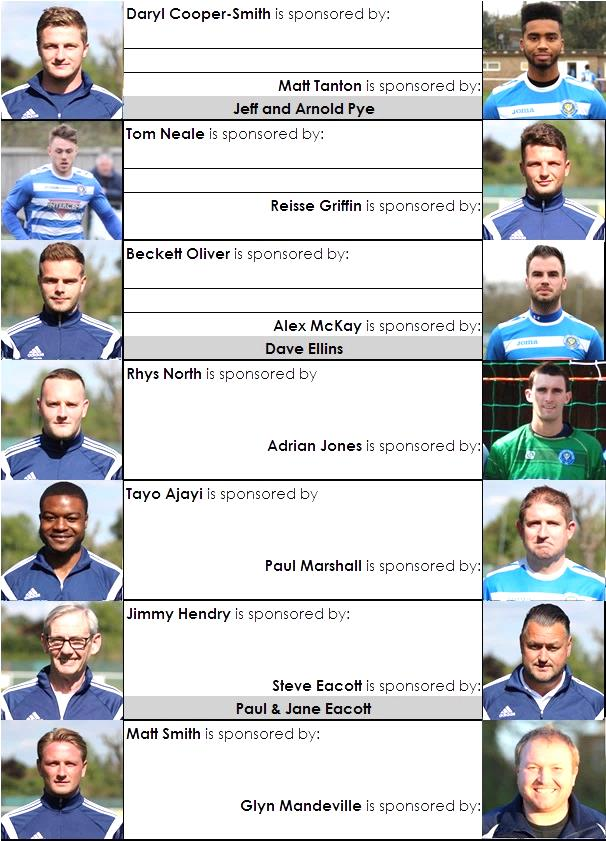 Daryl Cooper-Smith is sponsored by:
Matt Tanton is sponsored by:
Jeff and Arnold Pye
JOMA
Tom Neale is sponsored by:
Reisse Griffin is sponsored by:
Beckett Oliver is sponsored by:
Alex McKay is sponsored by:
Dave Ellins
JOMA
Rhys North is sponsored by
Adrian Jones is sponsored by:
Tayo Ajayi is sponsored by
Paul Marshall is sponsored by:
Jimmy Hendry is sponsored by:
Steve Eacott is sponsored by:
Paul & Jane Eacott
adidas
Matt Smith is sponsored by:
Glyn Mandeville is sponsored by: